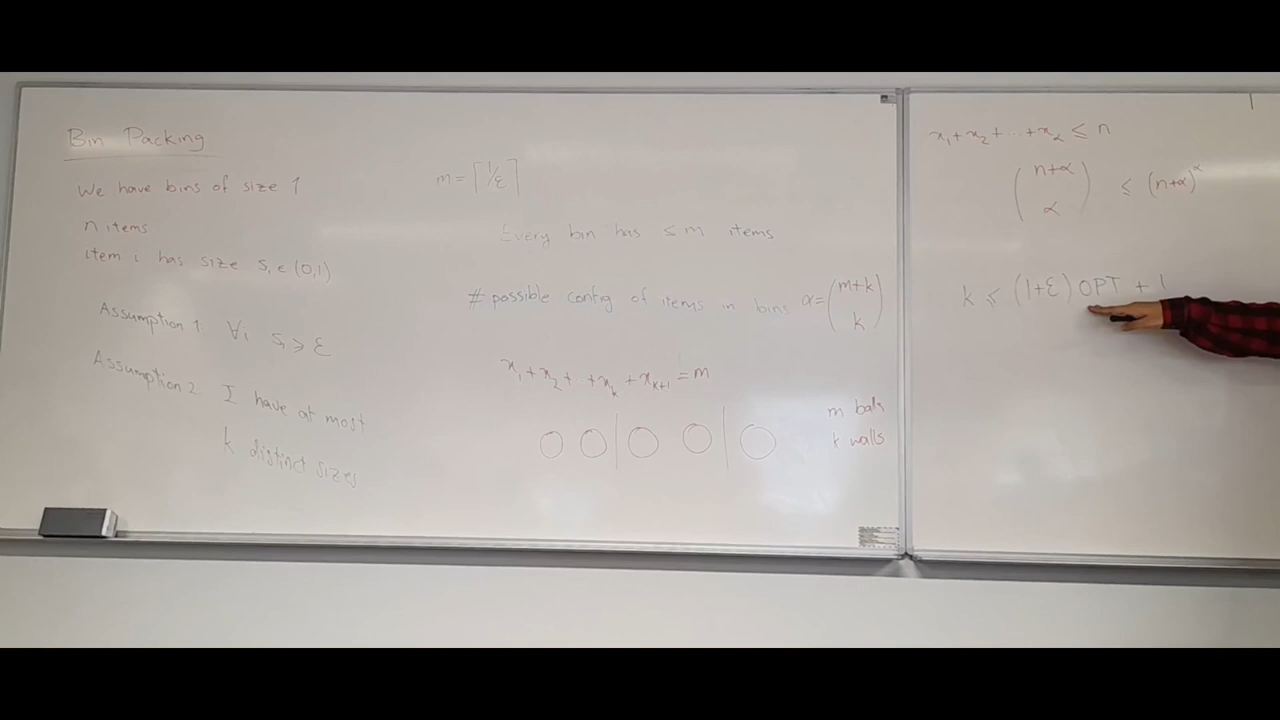 Bin Packing
We have bins of size 1
n items
item i has size sᵢ ∈ (0,1)
Assumption 1 ∀i sᵢ ≥ ε
Assumption 2 I have at most
k distinct sizes
m = ⌈1/ε⌉
Every bin has ≤ m items
# possible config of items in bins α = (m+k
k)
x₁ + x₂ + .. + xₖ + xₖ₊₁ = m
m balls
k walls
x₁ + x₂ + ... + x_α ≤ n
(n+α
α) ≤ (n+α)^α
k ≤ (1+ε) OPT + 1